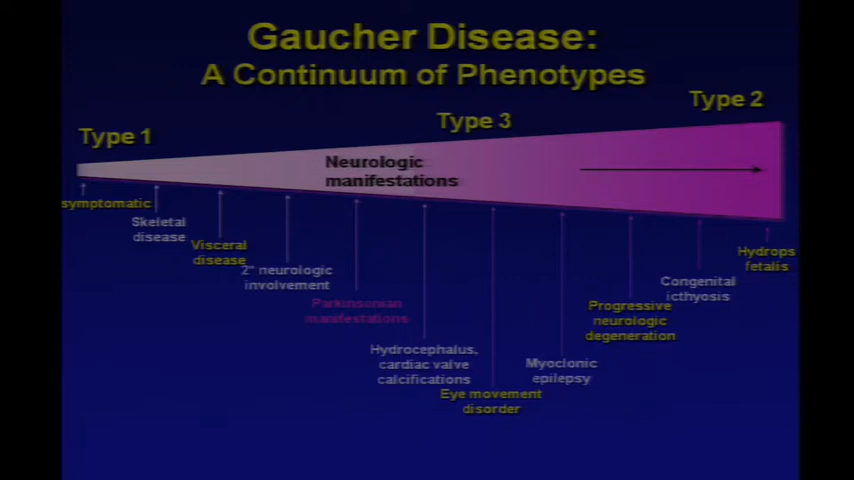 Gaucher Disease:
A Continuum of Phenotypes
Type 1
Type 3
Type 2
Neurologic
manifestations
symptomatic
Skeletal
disease
Visceral
disease
2° neurologic
involvement
Parkinsonian
manifestations
Hydrocephalus,
cardiac valve
calcifications
Eye movement
disorder
Myoclonic
epilepsy
Progressive
neurologic
degeneration
Congenital
icthyosis
Hydrops
fetalis